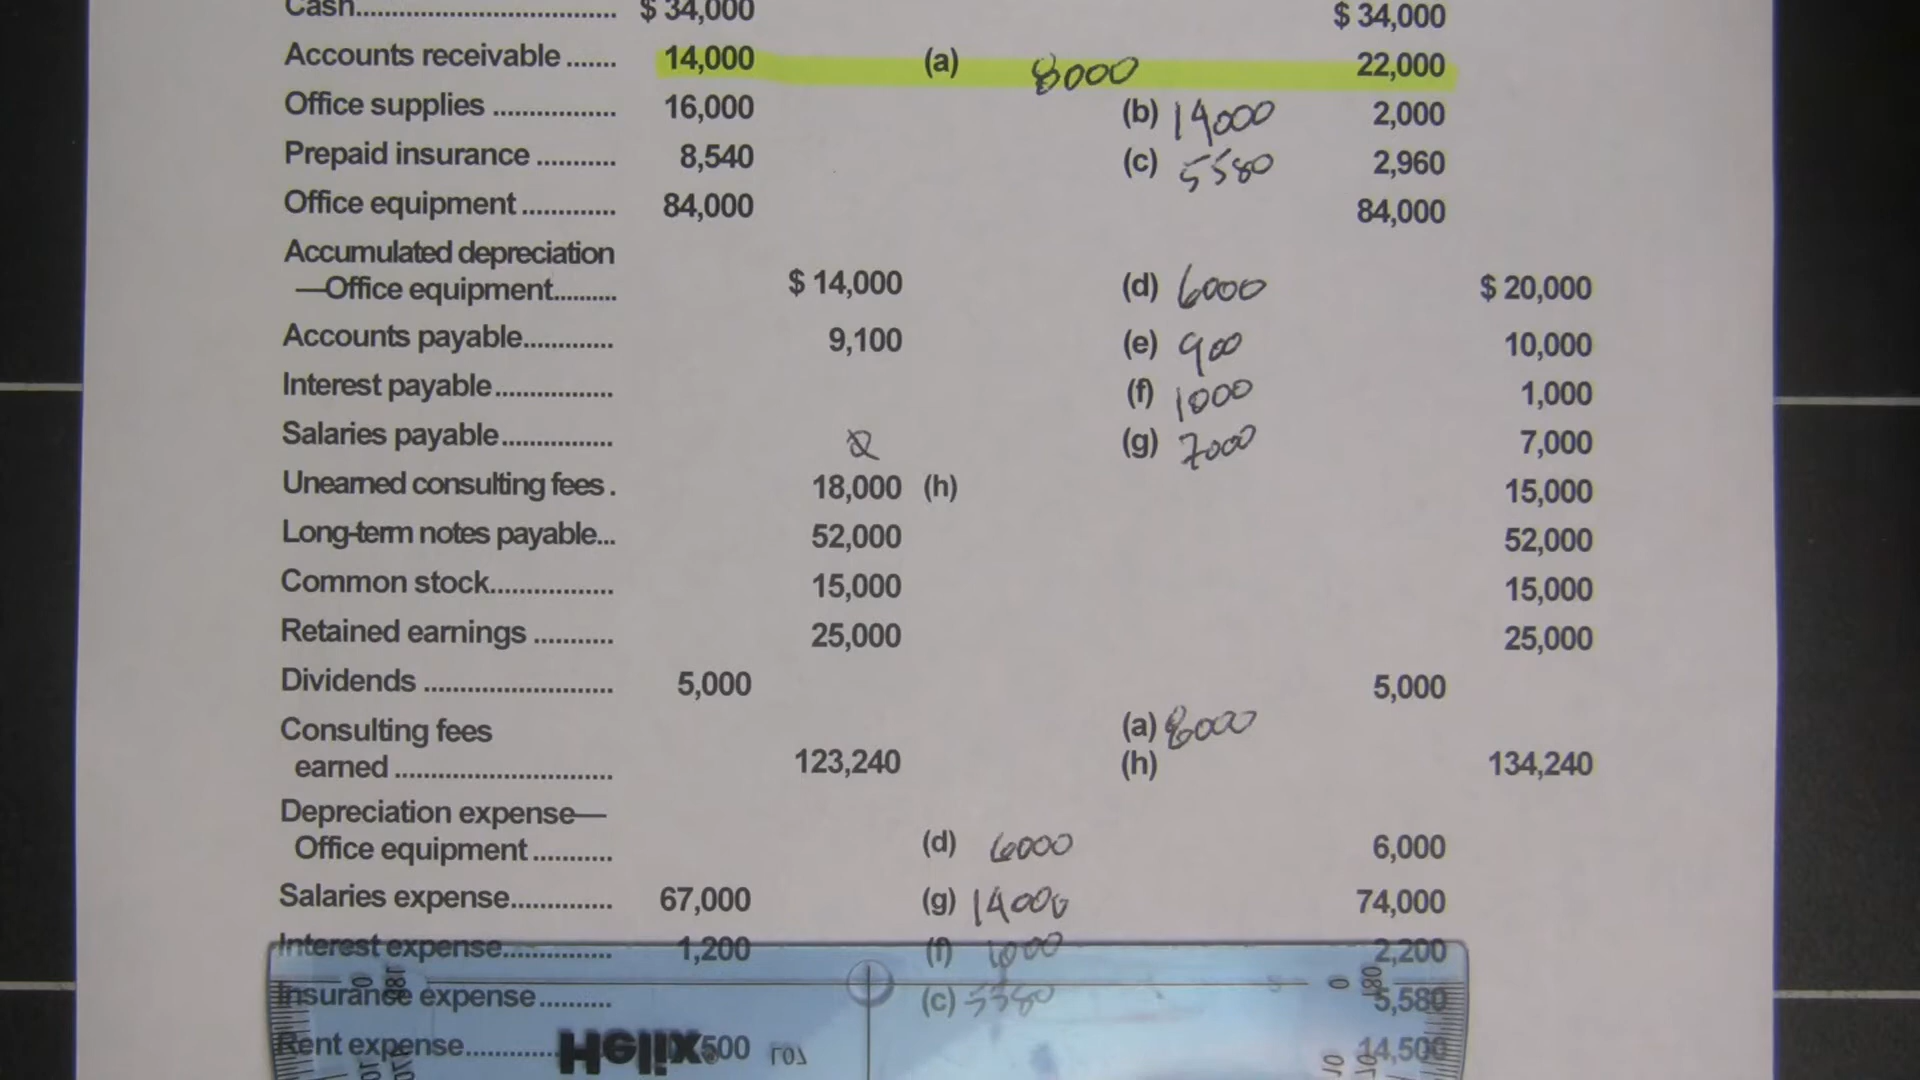 Cash.............................. $ 34,000 $ 34,000
Accounts receivable ....... 14,000 (a) 8000 22,000
Office supplies ................. 16,000 (b) 14000 2,000
Prepaid insurance ........... 8,540 (c) 5580 2,960
Office equipment ............. 84,000 84,000
Accumulated depreciation
—Office equipment.......... $ 14,000 (d) 6000 $ 20,000
Accounts payable............. 9,100 (e) 900 10,000
Interest payable ................ (f) 1000 1,000
Salaries payable ................ (g) 7000 7,000
Unearned consulting fees . 18,000 (h) 15,000
Long-term notes payable... 52,000 52,000
Common stock................. 15,000 15,000
Retained earnings ........... 25,000 25,000
Dividends .......................... 5,000 5,000
Consulting fees (a) 8000
earned .............................. 123,240 (h) 134,240
Depreciation expense—
Office equipment ........... (d) 6000 6,000
Salaries expense.............. 67,000 (g) 14000 74,000
Interest expense............... 1,200 (f) 1000 2,200
Insurance expense .......... (c) 5580 5,580
Rent expense............ Helix 500 L07 14,500